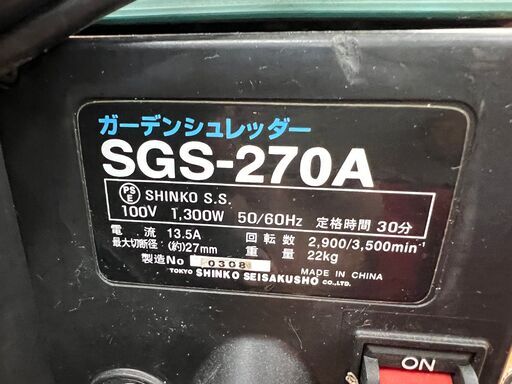 ガーデンシュレッダー
SGS-270A
PS E SHINKO S.S.
100V 1,300W 50/60Hz 定格時間 30分
電流 13.5A 回転数 2,900/3,500min⁻¹
最大切断径 (約)27mm 重量 22kg
製造No 0308 MADE IN CHINA
TOKYO SHINKO SEISAKUSHO CO.,LTD.
ON